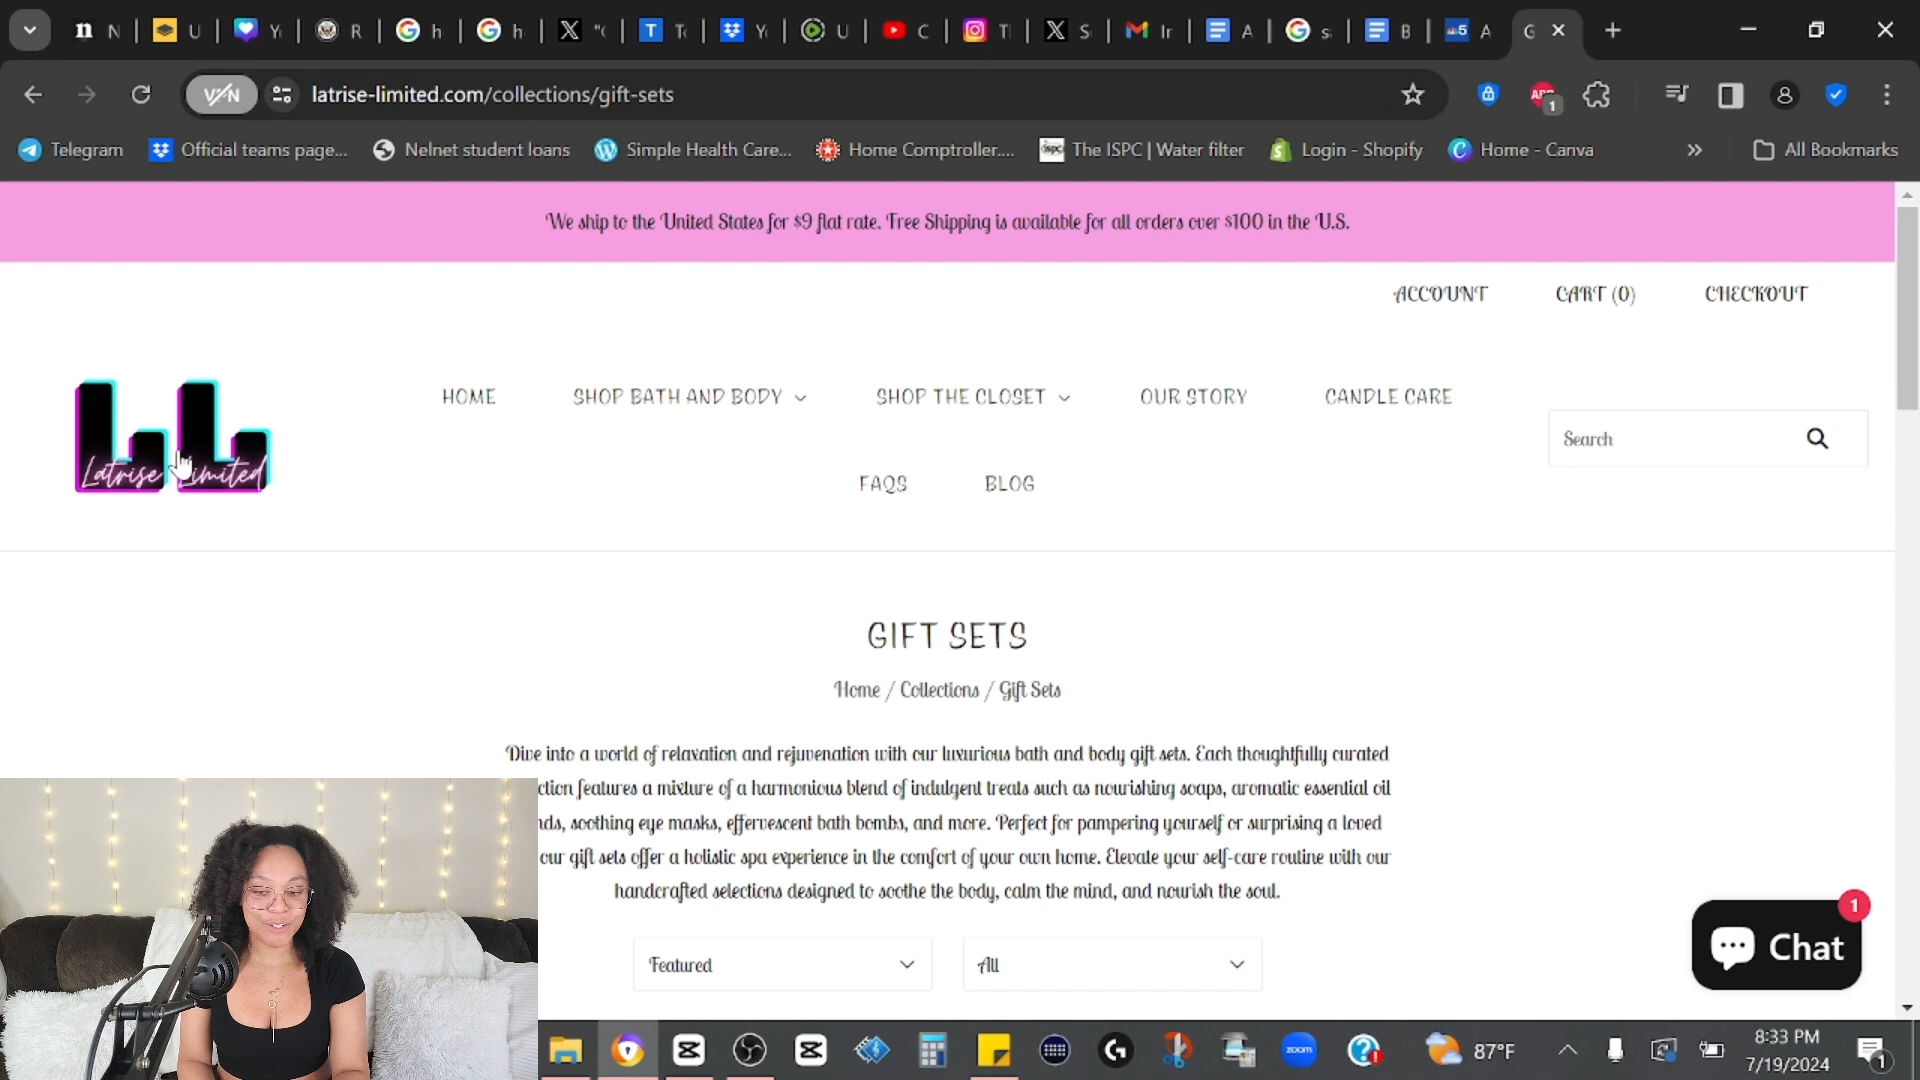 N
U
Y
R
h
h
"(
T
Y
U
C
T
S
Ir
A
s
B
A
G
latrise-limited.com/collections/gift-sets
1
Telegram
Official teams page...
Nelnet student loans
Simple Health Care...
Home Comptroller....
The ISPC | Water filter
Login - Shopify
Home - Canva
All Bookmarks
We ship to the United States for $9 flat rate. Free Shipping is available for all orders over $100 in the U.S.
ACCOUNT
CART (0)
CHECKOUT
HOME
SHOP BATH AND BODY
SHOP THE CLOSET
OUR STORY
CANDLE CARE
Search
Latrise Limited
FAQS
BLOG
GIFT SETS
Home / Collections / Gift Sets
Dive into a world of relaxation and rejuvenation with our luxurious bath and body gift sets. Each thoughtfully curated
ction features a mixture of a harmonious blend of indulgent treats such as nourishing soaps, aromatic essential oil
nds, soothing eye masks, effervescent bath bombs, and more. Perfect for pampering yourself or surprising a loved
our gift sets offer a holistic spa experience in the comfort of your own home. Elevate your self-care routine with our
handcrafted selections designed to soothe the body, calm the mind, and nourish the soul.
Featured
All
1
Chat
zoom
87°F
8:33 PM
7/19/2024
1